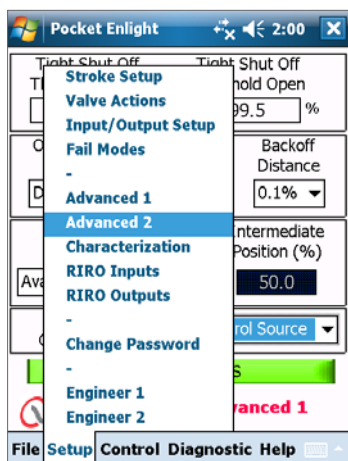 Pocket Enlight 2:00
Tight Shut Off Tight Shut Off
hold Open
99.5 %
Backoff
Distance
0.1%
Intermediate
Position (%)
50.0
rol Source
S
vanced 1
Stroke Setup
Valve Actions
Input/Output Setup
Fail Modes
-
Advanced 1
Advanced 2
Characterization
RIRO Inputs
RIRO Outputs
-
Change Password
-
Engineer 1
Engineer 2
File Setup Control Diagnostic Help